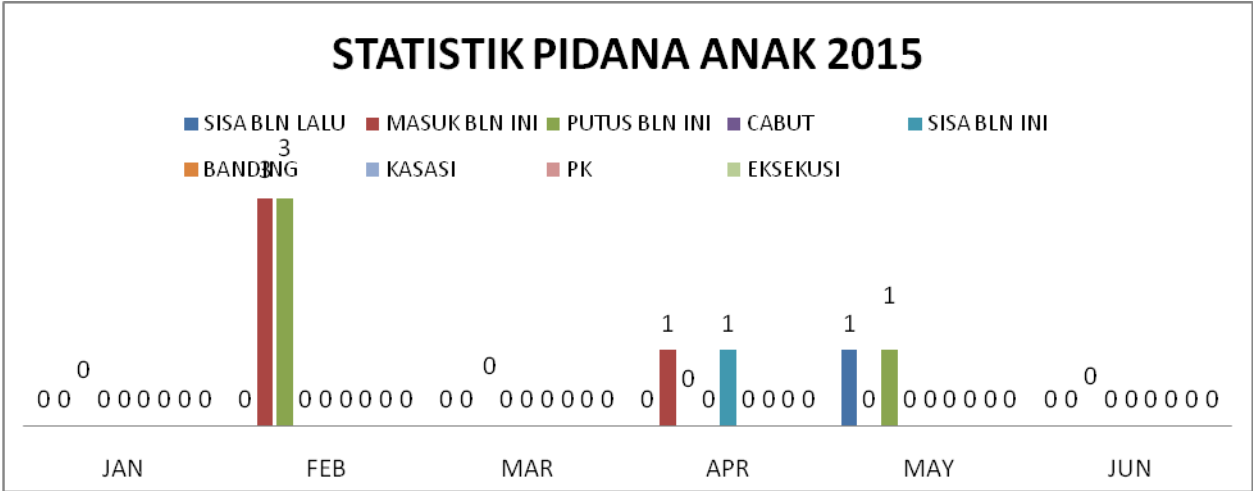 STATISTIK PIDANA ANAK 2015
SISA BLN LALU MASUK BLN INI PUTUS BLN INI CABUT SISA BLN INI
BANDING KASASI PK EKSEKUSI
3 3
1 1 1 1
0 0 0 0
0 0 0 0 0 0 0 0 0 0 0 0 0 0 0 0 0 0 0 0 0 0 0 0 0 0 0 0 0 0 0 0 0 0 0 0 0 0 0 0 0 0 0 0
JAN FEB MAR APR MAY JUN